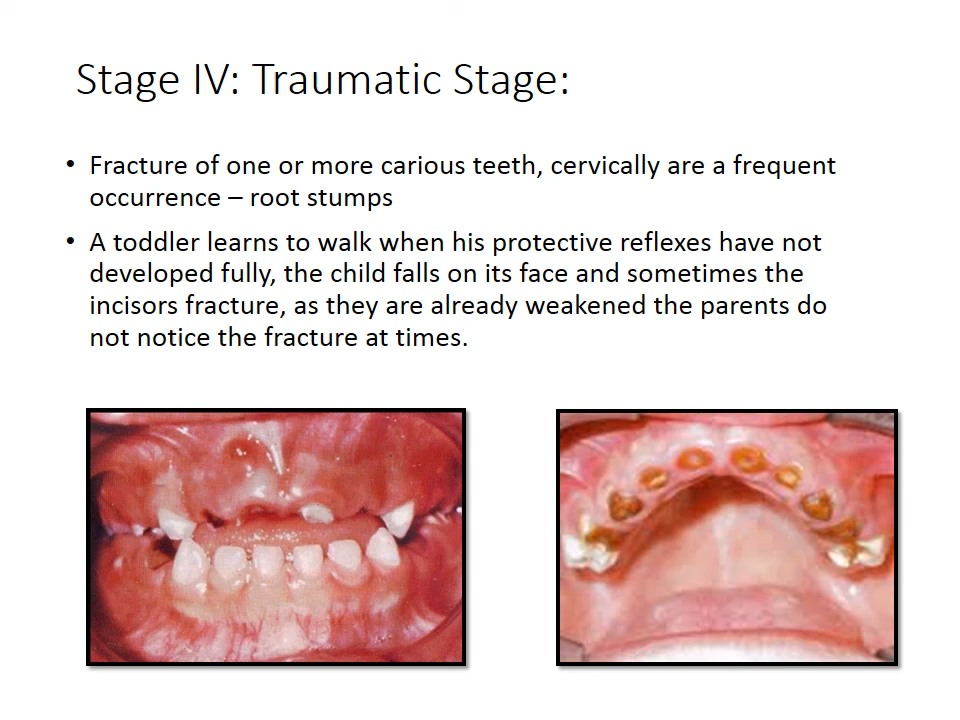 Stage IV: Traumatic Stage:
• Fracture of one or more carious teeth, cervically are a frequent
occurrence – root stumps
• A toddler learns to walk when his protective reflexes have not
developed fully, the child falls on its face and sometimes the
incisors fracture, as they are already weakened the parents do
not notice the fracture at times.